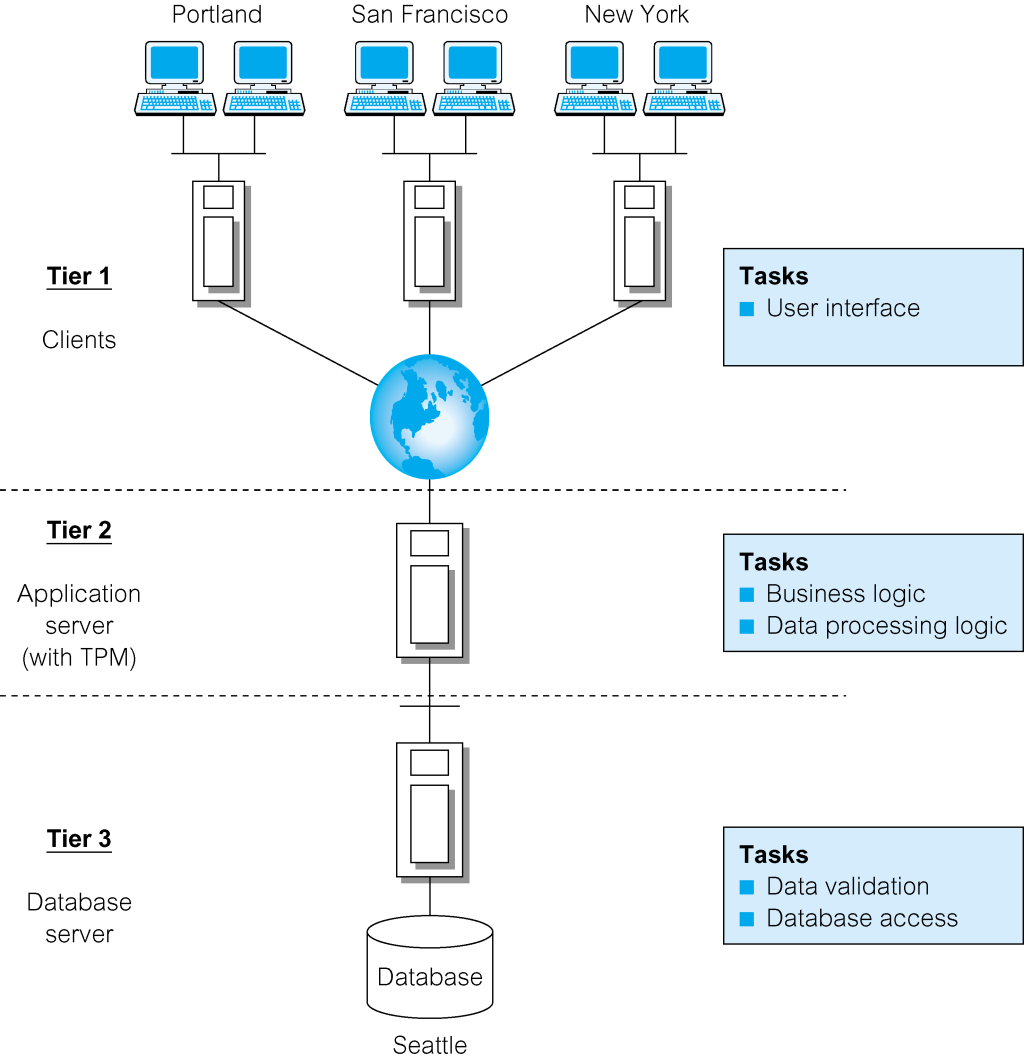 Portland
San Francisco
New York
Tier 1
Clients
Tasks
User interface
Tier 2
Application
server
(with TPM)
Tasks
Business logic
Data processing logic
Tier 3
Database
server
Tasks
Data validation
Database access
Database
Seattle